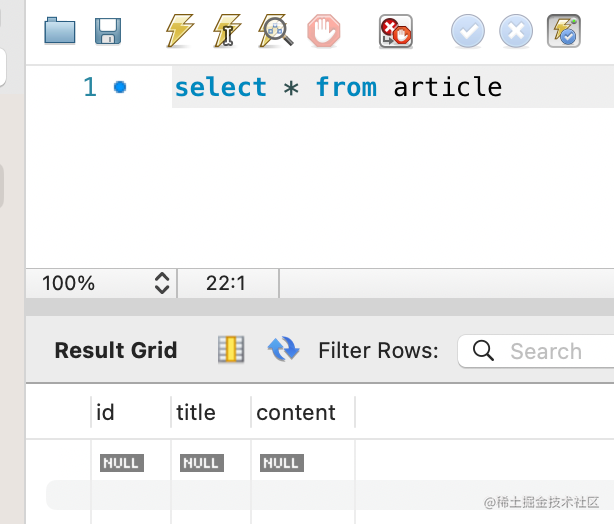 1 select * from article
100% 22:1
Result Grid Filter Rows: Search
id title content
NULL NULL NULL
@稀土掘金技术社区